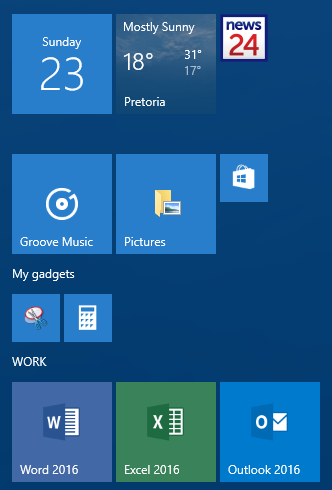 Sunday
23
Mostly Sunny
18°
31°
17°
Pretoria
news
24
Groove Music
Pictures
My gadgets
WORK
W
Word 2016
X
Excel 2016
O
Outlook 2016